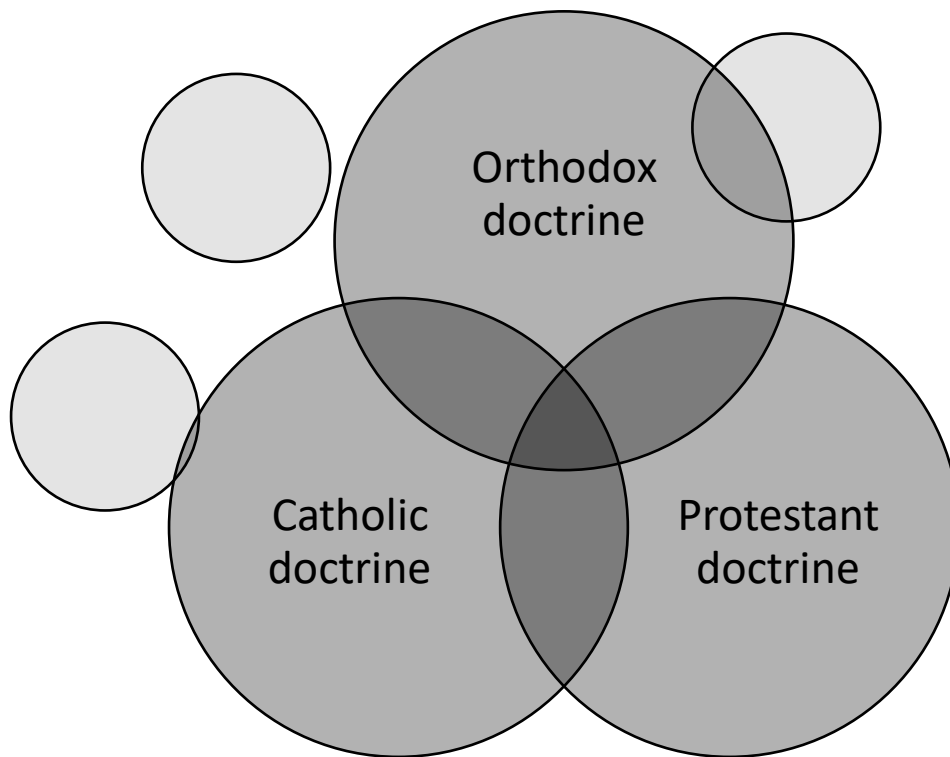 Orthodox
doctrine
Catholic
doctrine
Protestant
doctrine